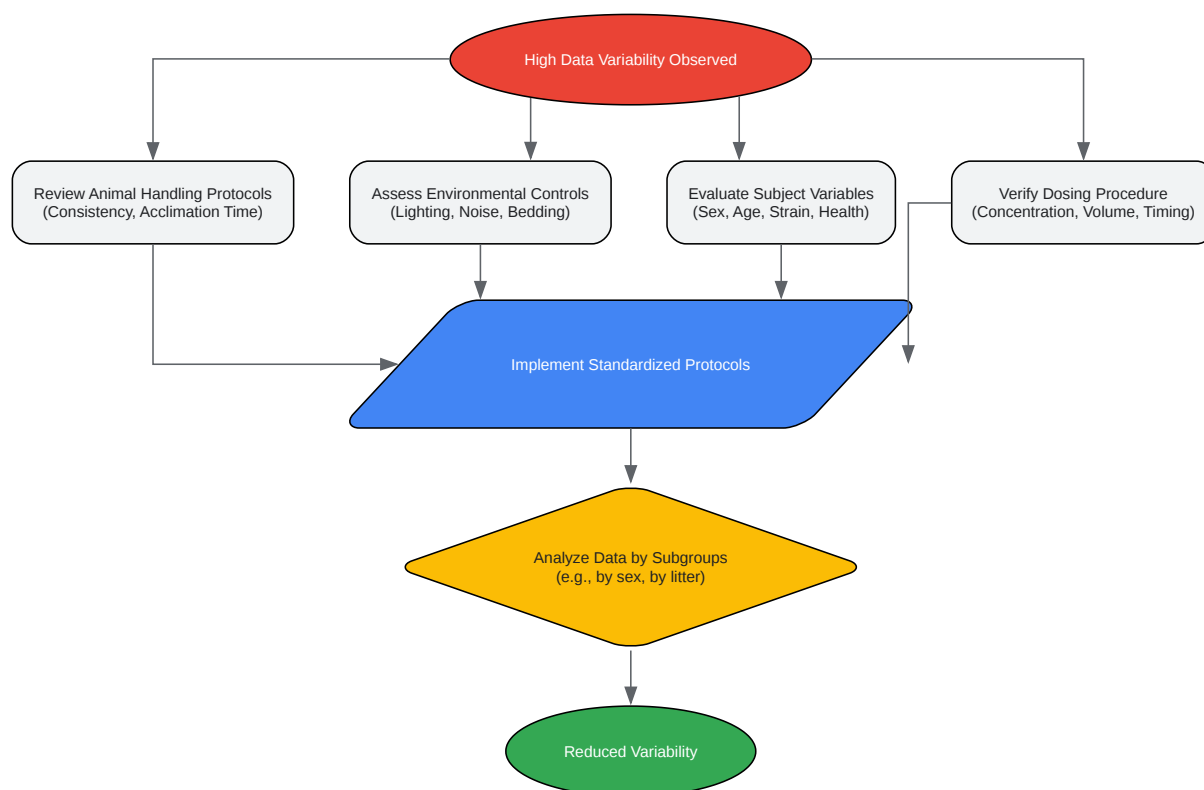 High Data Variability Observed
Review Animal Handling Protocols
(Consistency, Acclimation Time)
Assess Environmental Controls
(Lighting, Noise, Bedding)
Evaluate Subject Variables
(Sex, Age, Strain, Health)
Verify Dosing Procedure
(Concentration, Volume, Timing)
Implement Standardized Protocols
Analyze Data by Subgroups
(e.g., by sex, by litter)
Reduced Variability